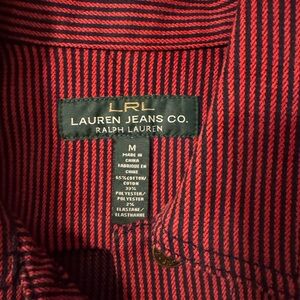 LRL
LAUREN JEANS CO.
RALPH LAUREN
M
MADE IN
CHINA
FABRIQUE EN
CHINE
65%COTTON/
COTON
33%
POLYESTER/
POLYESTER
2%
ELASTANE/
ELASTHANNE